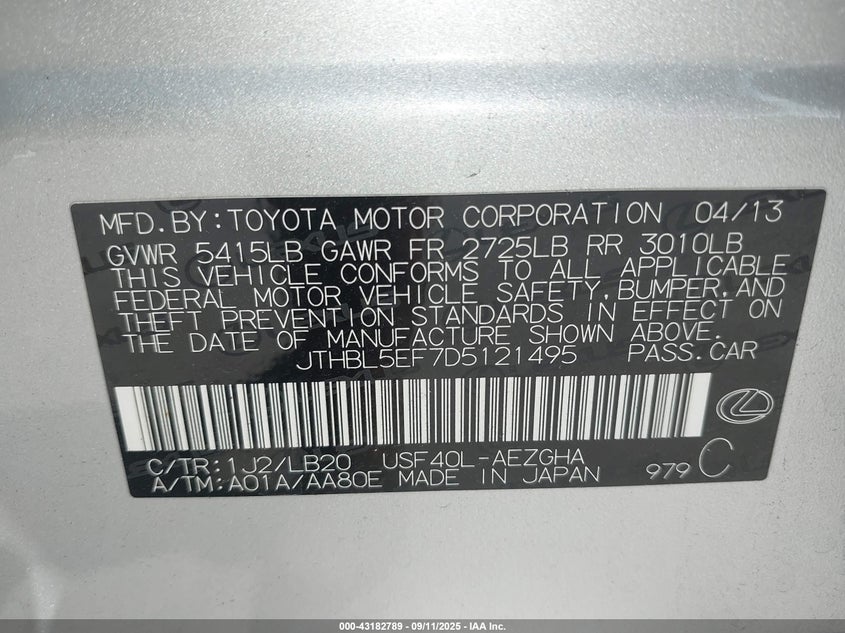 MFD.BY:TOYOTA MOTOR CORPORATION 04/13
GVWR 5415LB GAWR FR 2725LB RR 3010LB
THIS VEHICLE CONFORMS TO ALL APPLICABLE
FEDERAL MOTOR VEHICLE SAFETY,BUMPER,AND
THEFT PREVENTION STANDARDS IN EFFECT ON
THE DATE OF MANUFACTURE SHOWN ABOVE.
JTHBL5EF7D5121495 PASS.CAR
C/TR:1J2/LB20 USF40L-AEZGHA
A/TM:A01A/AA80E MADE IN JAPAN 979 C
000-43182789 - 09/11/2025 - IAA Inc.